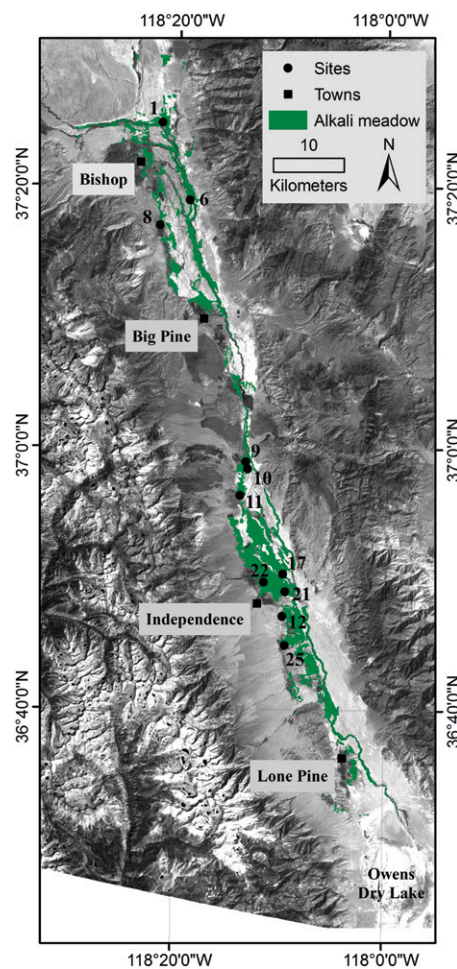 118°20'0"W 118°0'0"W
Sites
Towns
Alkali meadow
10
Kilometers
N
1
Bishop
37°20'0"N 37°20'0"N
6
8
Big Pine
37°0'0"N 37°0'0"N
9
10
11
17
22
21
Independence
12
25
36°40'0"N 36°40'0"N
Lone Pine
Owens
Dry Lake
118°20'0"W 118°0'0"W